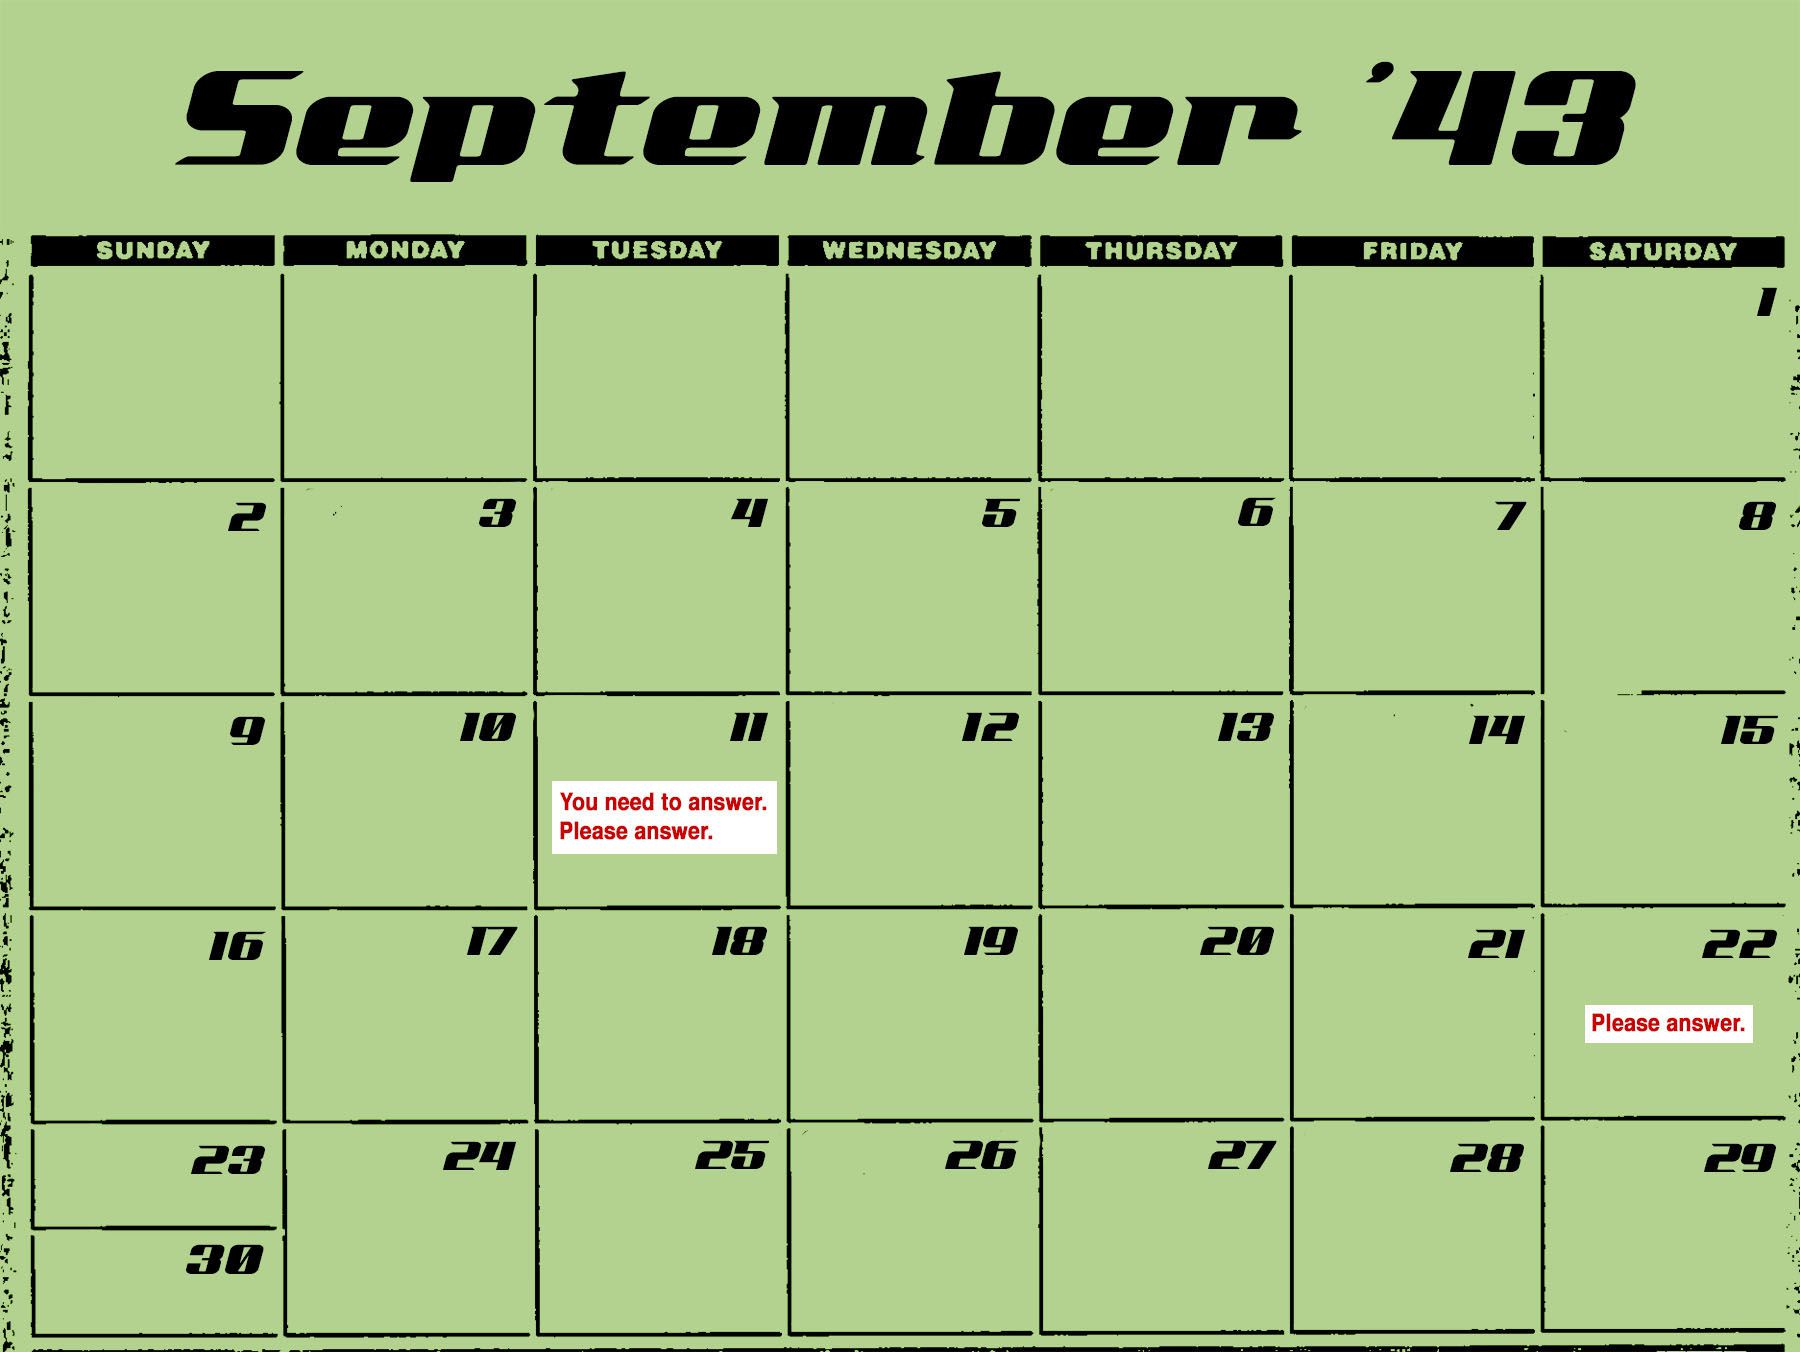 September '43
SUNDAY MONDAY TUESDAY WEDNESDAY THURSDAY FRIDAY SATURDAY
1
2 3 4 5 6 7 8
9 10 11 12 13 14 15
You need to answer.
Please answer.
16 17 18 19 20 21 22
Please answer.
23 24 25 26 27 28 29
30